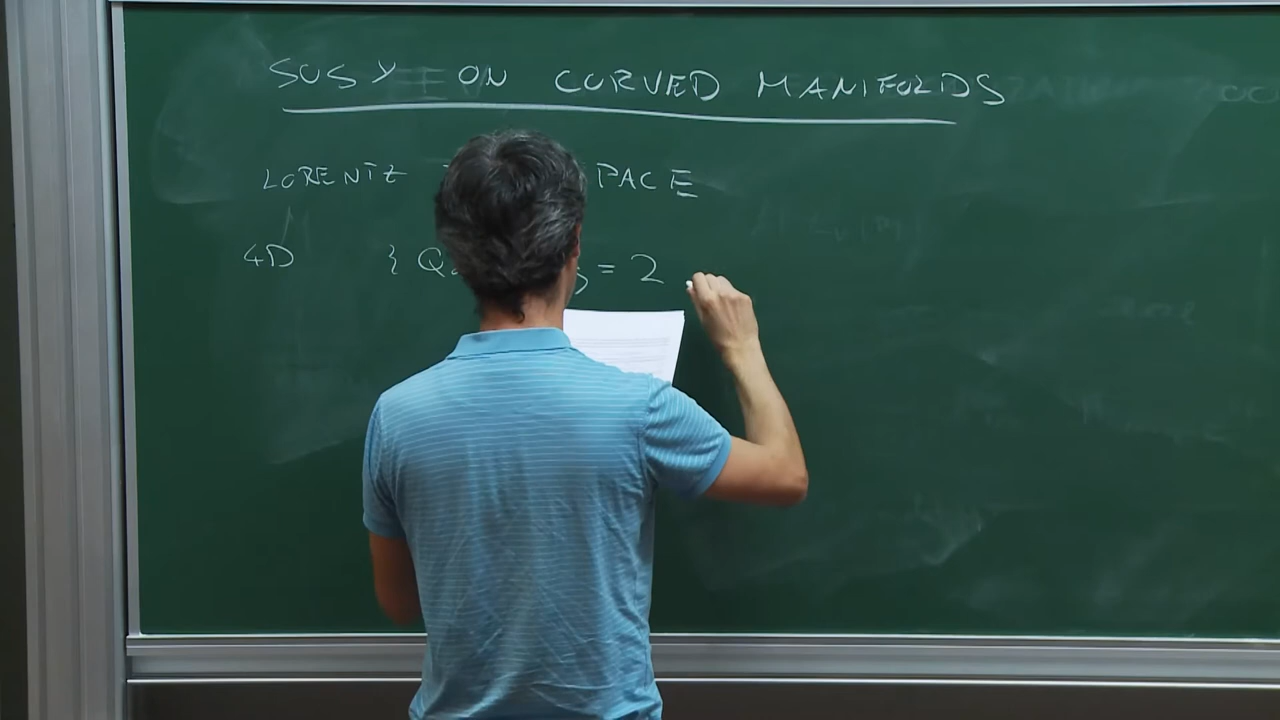 SUSY ON CURVED MANIFOLDS
LORENTZ PACE
4D { Q = 2